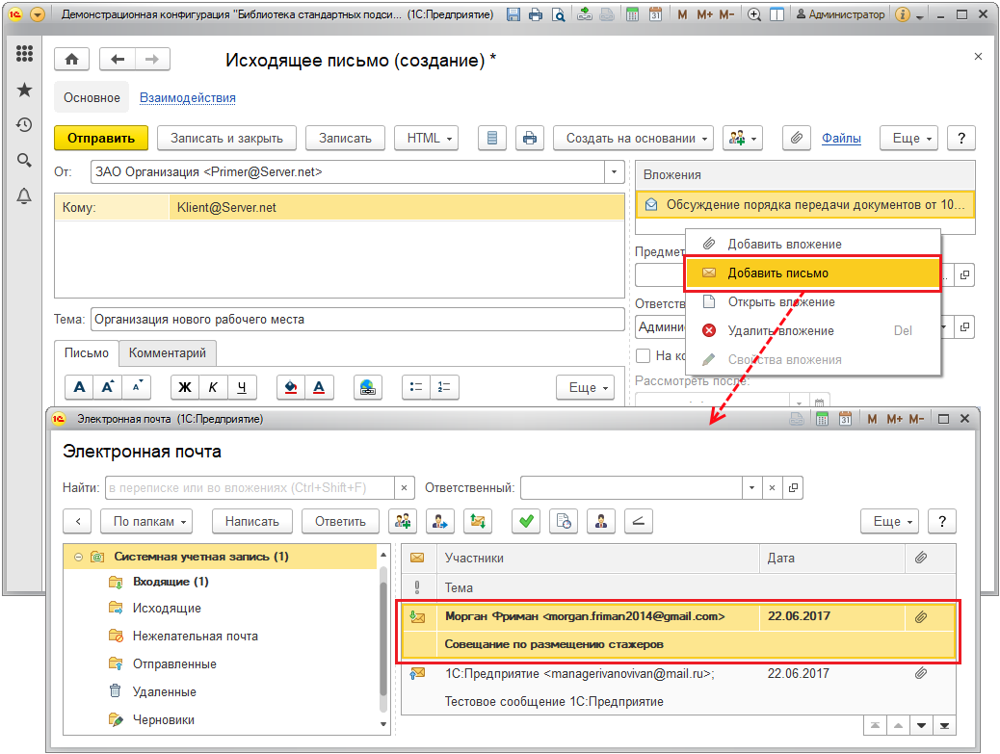 Демонстрационная конфигурация "Библиотека стандартных подси... (1С:Предприятие)
31 M M+ M- Администратор
Исходящее письмо (создание) *
Основное Взаимодействия
Отправить Записать и закрыть Записать HTML Создать на основании Файлы Еще ?
От: ЗАО Организация <Primer@Server.net>
Вложения
Кому: Klient@Server.net
Обсуждение порядка передачи документов от 10...
Добавить вложение
Предмет
Добавить письмо
...
Ответств
Открыть вложение
Тема: Организация нового рабочего места
Админи
Удалить вложение Del
Письмо Комментарий
На ко
Свойства вложения
Рассмотреть после:
A A A Ж К Ч Еще
Электронная почта (1С:Предприятие)
31 M M+ M-
Электронная почта
Найти: в переписке или во вложениях (Ctrl+Shift+F) × Ответственный: ×
По папкам Написать Ответить Еще ?
Системная учетная запись (1)
Входящие (1)
Исходящие
Нежелательная почта
Отправленные
Удаленные
Черновики
Участники Дата
Тема
Морган Фриман <morgan.friman2014@gmail.com> 22.06.2017
Совещание по размещению стажеров
1С:Предприятие <managerivanovivan@mail.ru>; 22.06.2017
Тестовое сообщение 1С:Предприятие